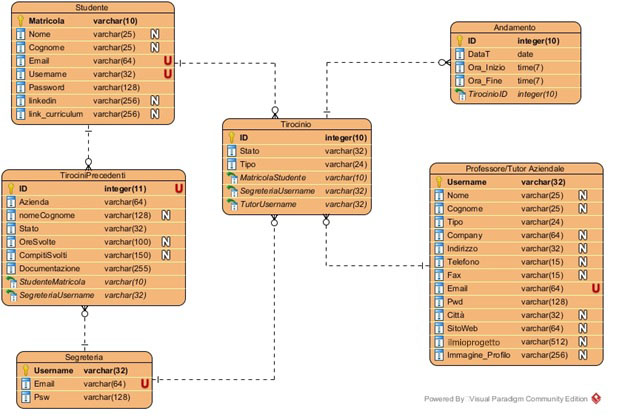 Studente
Matricola varchar(10)
Nome varchar(25) N
Cognome varchar(25) N
Email varchar(64) U
Username varchar(32) U
Password varchar(128)
linkedin varchar(256) N
link_curriculum varchar(256) N
Andamento
ID integer(10)
DataT date
Ora_Inizio time(7)
Ora_Fine time(7)
TirocinioID integer(10)
Tirocinio
ID integer(10)
Stato varchar(32)
Tipo varchar(24)
MatricolaStudente varchar(10)
SegreteriaUsername varchar(32)
TutorUsername varchar(32)
TirociniPrecedenti
ID integer(11) U
Azienda varchar(64)
nomeCognome varchar(128) N
Stato varchar(32)
OreSvolte varchar(100) N
CompitiSvolti varchar(150) N
Documentazione varchar(255)
StudenteMatricola varchar(10)
SegreteriaUsername varchar(32)
Professore/Tutor Aziendale
Username varchar(32)
Nome varchar(25) N
Cognome varchar(25) N
Tipo varchar(24)
Company varchar(64) N
Indirizzo varchar(32) N
Telefono varchar(15) N
Fax varchar(15) N
Email varchar(64) U
Pwd varchar(128)
Città varchar(32) N
SitoWeb varchar(64) N
ilmioprogetto varchar(512) N
Immagine_Profilo varchar(256) N
Segreteria
Username varchar(32)
Email varchar(64) U
Psw varchar(128)
Powered By Visual Paradigm Community Edition